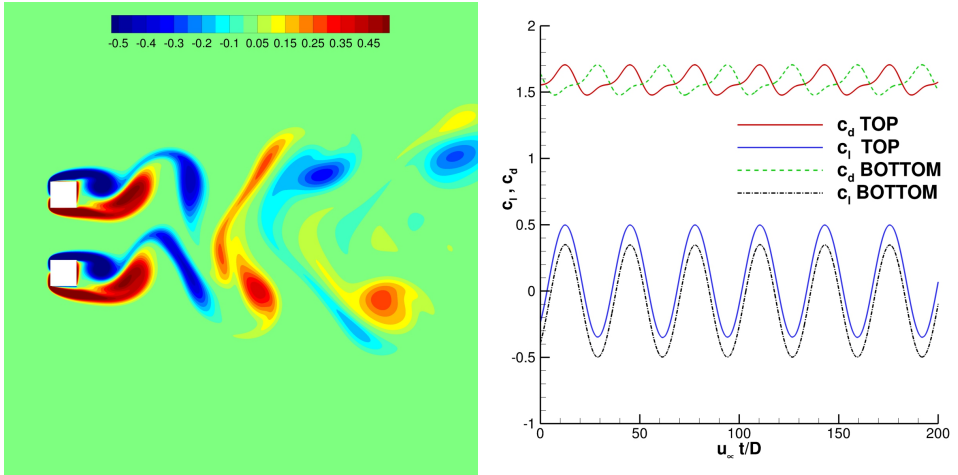 -0.5 -0.4 -0.3 -0.2 -0.1 0.05 0.15 0.25 0.35 0.45
2
1.5
1
0.5
0
-0.5
-1
c_l , c_d
c_d TOP
c_l TOP
c_d BOTTOM
c_l BOTTOM
0 50 100 150 200
u_∞ t/D